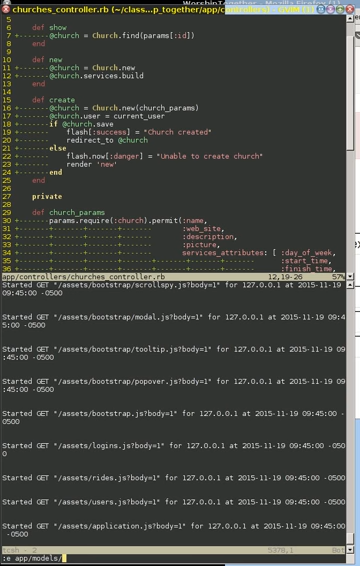 churches_controller.rb (~/class...p_together/app/c
5
6     def show
7 +-------     @church = Church.find(params[:id])
8     end
9
10     def new
11 +-------     @church = Church.new
12 +-------     @church.services.build
13     end
14
15     def create
16 +-------     @church = Church.new(church_params)
17 +-------     @church.user = current_user
18 +-------if @church.save
19 +-------     flash[:success] = "Church created"
20 +-------     redirect_to @church
21 +-------else
22 +-------     flash.now[:danger] = "Unable to create church"
23 +-------     render 'new'
24 +-------end
25     end
26
27     private
28
29     def church_params
30 +-------params.require(:church).permit(:name,
31 +-------+-------+-------+-------+------- :web_site,
32 +-------+-------+-------+-------+------- :description,
33 +-------+-------+-------+-------+------- :picture,
34 +-------+-------+-------+-------+------- services_attributes: [ :day_of_week,
35 +-------+-------+-------+-------+-------+-------+------- :start_time,
36 +-------+-------+-------+-------+-------+-------+------- :finish_time,
app/controllers/churches_controller.rb 12,19-26 57%
Started GET "/assets/bootstrap/scrollspy.js?body=1" for 127.0.0.1 at 2015-11-19
09:45:00 -0500
Started GET "/assets/bootstrap/modal.js?body=1" for 127.0.0.1 at 2015-11-19 09:4
5:00 -0500
Started GET "/assets/bootstrap/tooltip.js?body=1" for 127.0.0.1 at 2015-11-19 09
:45:00 -0500
Started GET "/assets/bootstrap/popover.js?body=1" for 127.0.0.1 at 2015-11-19 09
:45:00 -0500
Started GET "/assets/bootstrap.js?body=1" for 127.0.0.1 at 2015-11-19 09:45:00 -
0500
Started GET "/assets/logins.js?body=1" for 127.0.0.1 at 2015-11-19 09:45:00 -050
0
Started GET "/assets/rides.js?body=1" for 127.0.0.1 at 2015-11-19 09:45:00 -0500
Started GET "/assets/users.js?body=1" for 127.0.0.1 at 2015-11-19 09:45:00 -0500
Started GET "/assets/application.js?body=1" for 127.0.0.1 at 2015-11-19 09:45:00
-0500
tcsh - 2 5378,1 Bot
:e app/models/